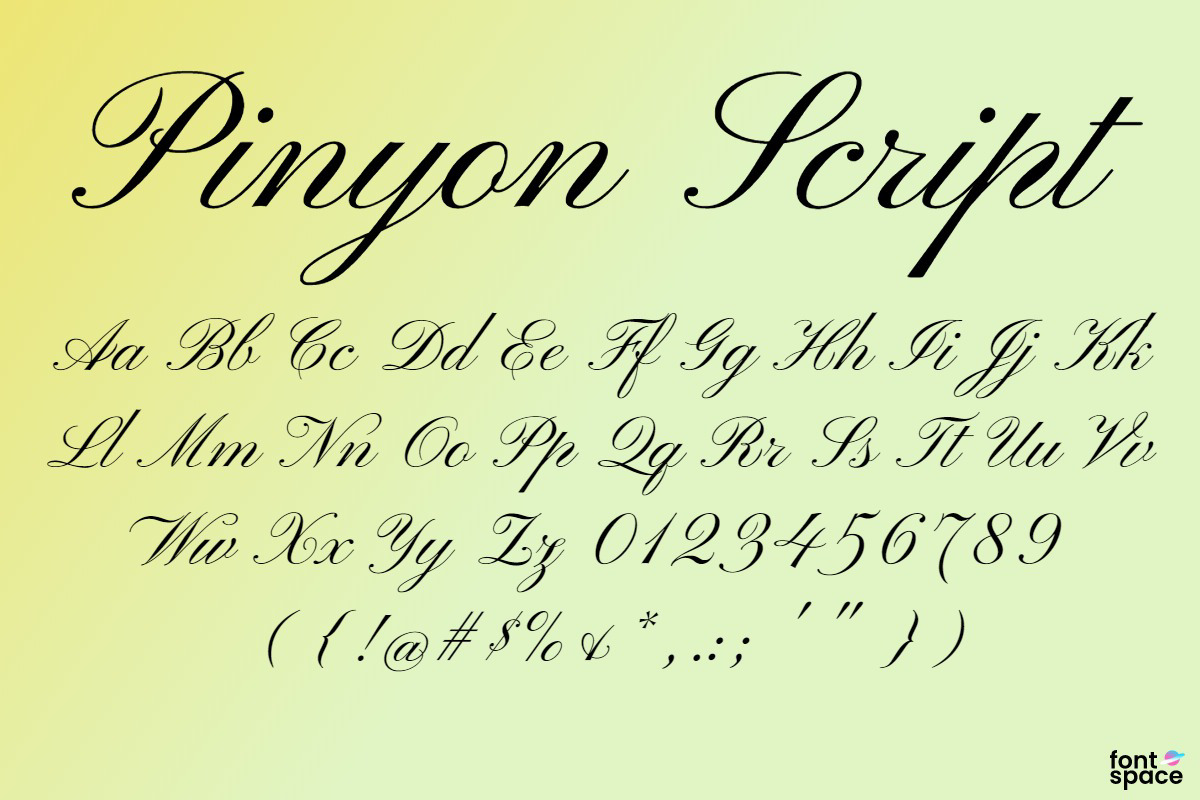 Pinyon Script
Aa Bb Cc Dd Ee Ff Gg Hh Ii Jj Kk
Ll Mm Nn Oo Pp Qq Rr Ss Tt Uu Vv
Ww Xx Yy Zz 0123456789
( { ! @ # $ % & * , . : ; ' " } )
font
space